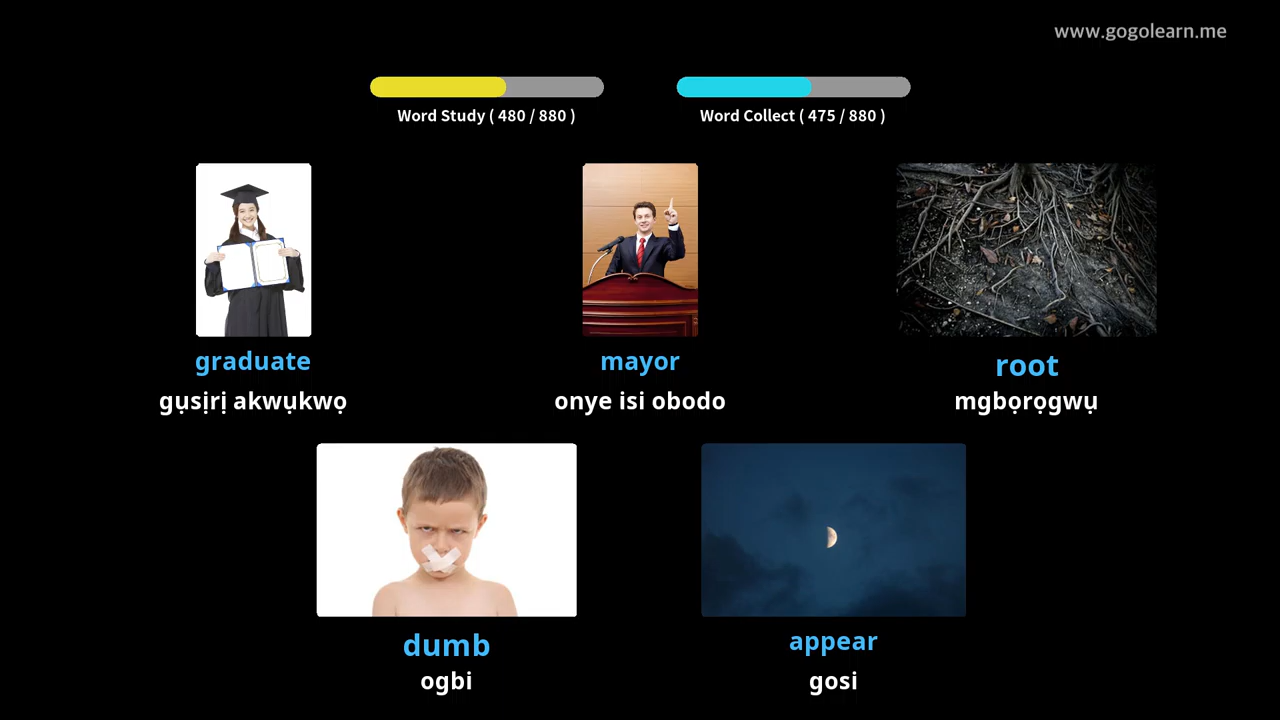 www.gogolearn.me
Word Study ( 480 / 880 )
Word Collect ( 475 / 880 )
graduate
gụsịrị akwụkwọ
mayor
onye isi obodo
root
mgbọrọgwụ
dumb
ogbi
appear
gosi